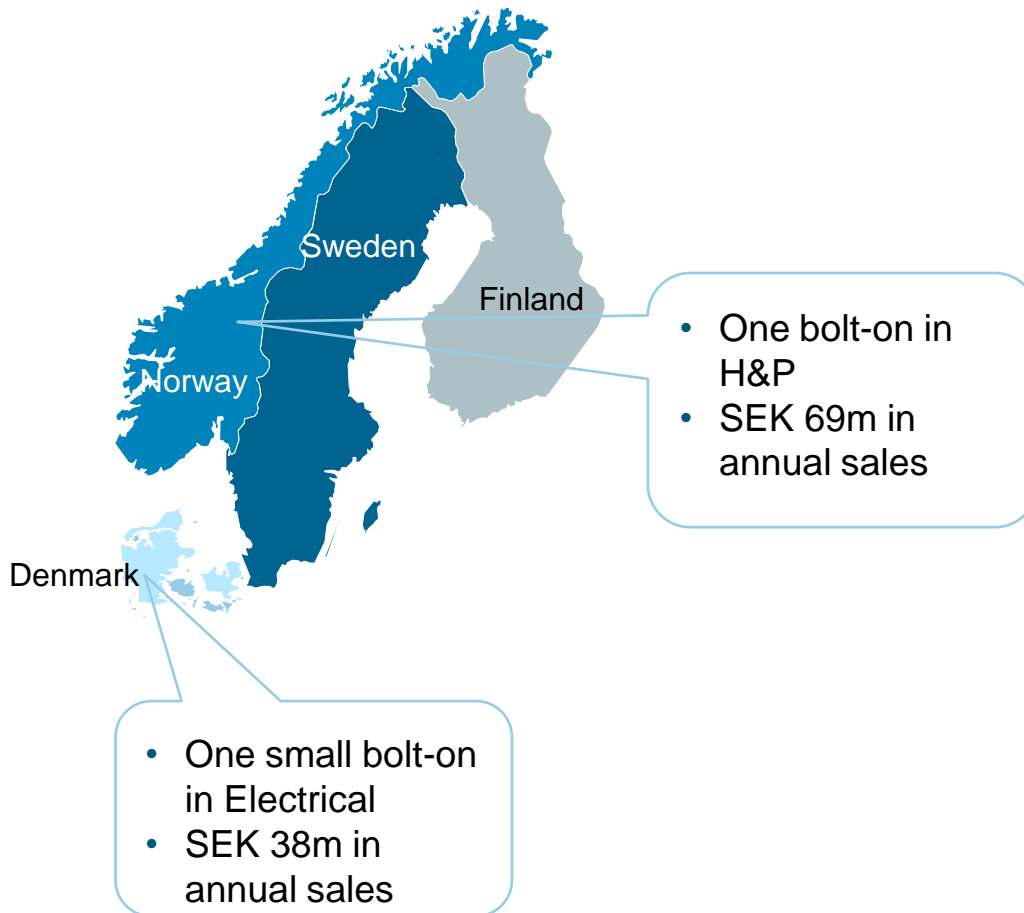 Sweden
Finland
Norway
Denmark
• One bolt-on in
H&P
• SEK 69m in
annual sales
• One small bolt-on
in Electrical
• SEK 38m in
annual sales